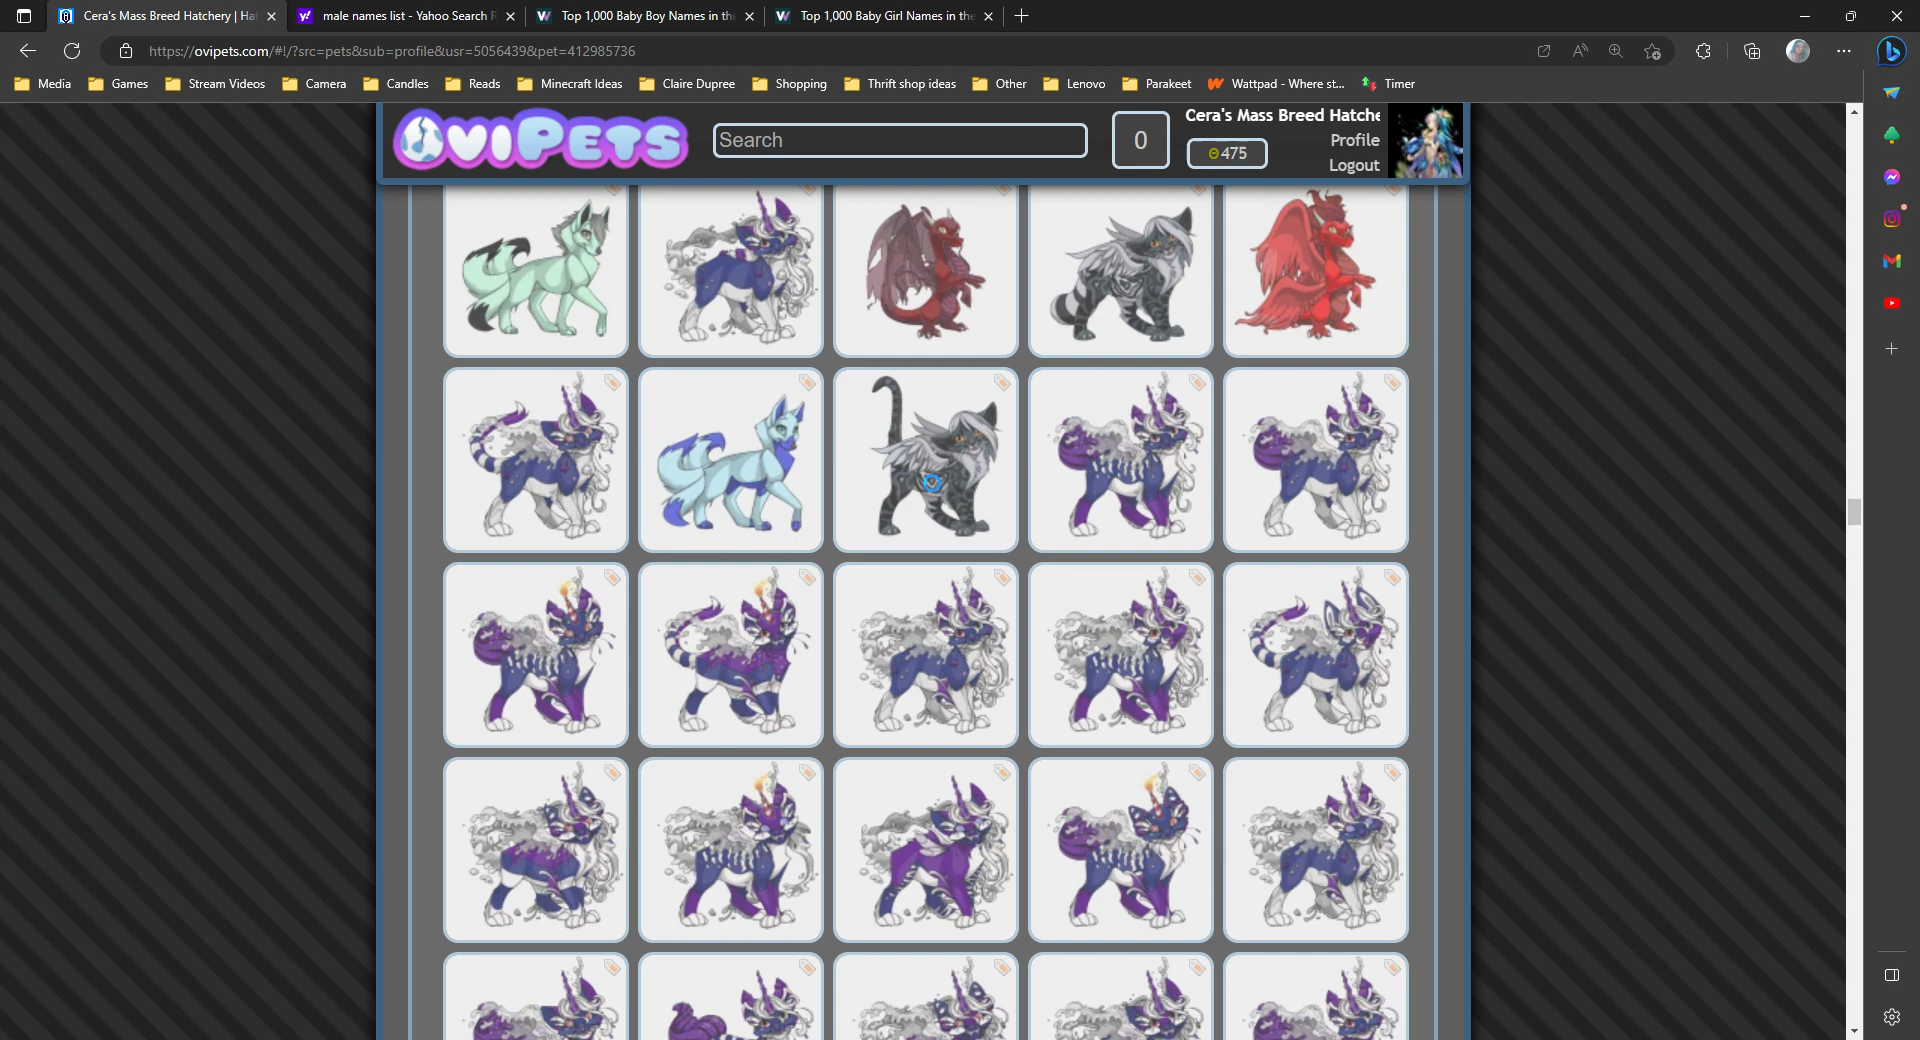 Cera's Mass Breed Hatchery | Ha
male names list - Yahoo Search R
Top 1,000 Baby Boy Names in the
Top 1,000 Baby Girl Names in the
https://ovipets.com/#!/?src=pets&sub=profile&usr=5056439&pet=412985736
Media
Games
Stream Videos
Camera
Candles
Reads
Minecraft Ideas
Claire Dupree
Shopping
Thrift shop ideas
Other
Lenovo
Parakeet
Wattpad - Where st...
Timer
OviPets
Search
0
Cera's Mass Breed Hatche
475
Profile
Logout